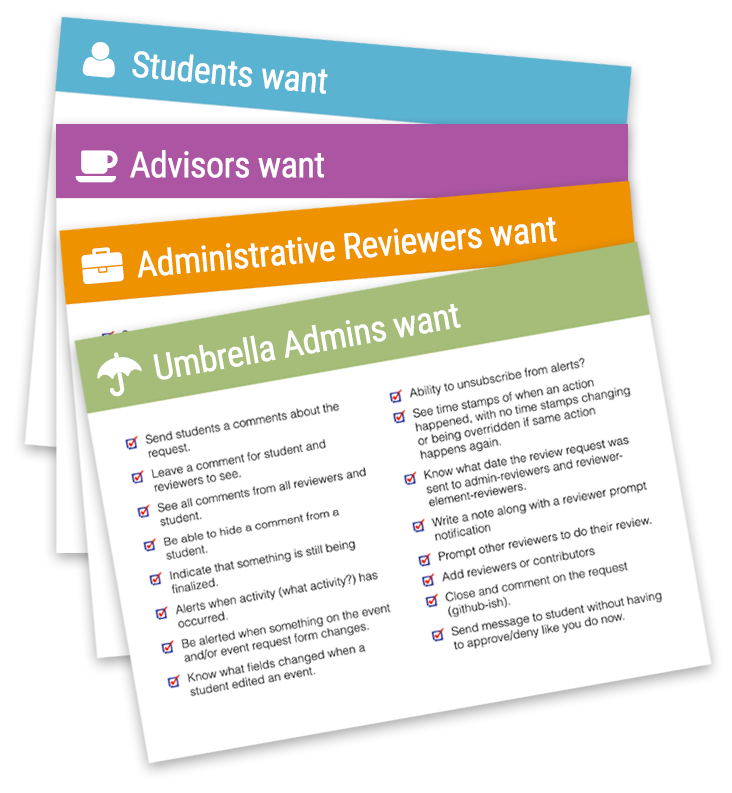 Students want
Advisors want
Administrative Reviewers want
Umbrella Admins want
Send students a comments about the
request.
Leave a comment for student and
reviewers to see.
See all comments from all reviewers and
student.
Be able to hide a comment from a
student.
Indicate that something is still being
finalized.
Alerts when activity (what activity?) has
occurred.
Be alerted when something on the event
and/or event request form changes.
Know what fields changed when a
student edited an event.
Ability to unsubscribe from alerts?
See time stamps of when an action
happened, with no time stamps changing
or being overridden if same action
happens again.
Know what date the review request was
sent to admin-reviewers and reviewer-
element-reviewers.
Write a note along with a reviewer prompt
notification
Prompt other reviewers to do their review.
Add reviewers or contributors
Close and comment on the request
(github-ish).
Send message to student without having
to approve/deny like you do now.